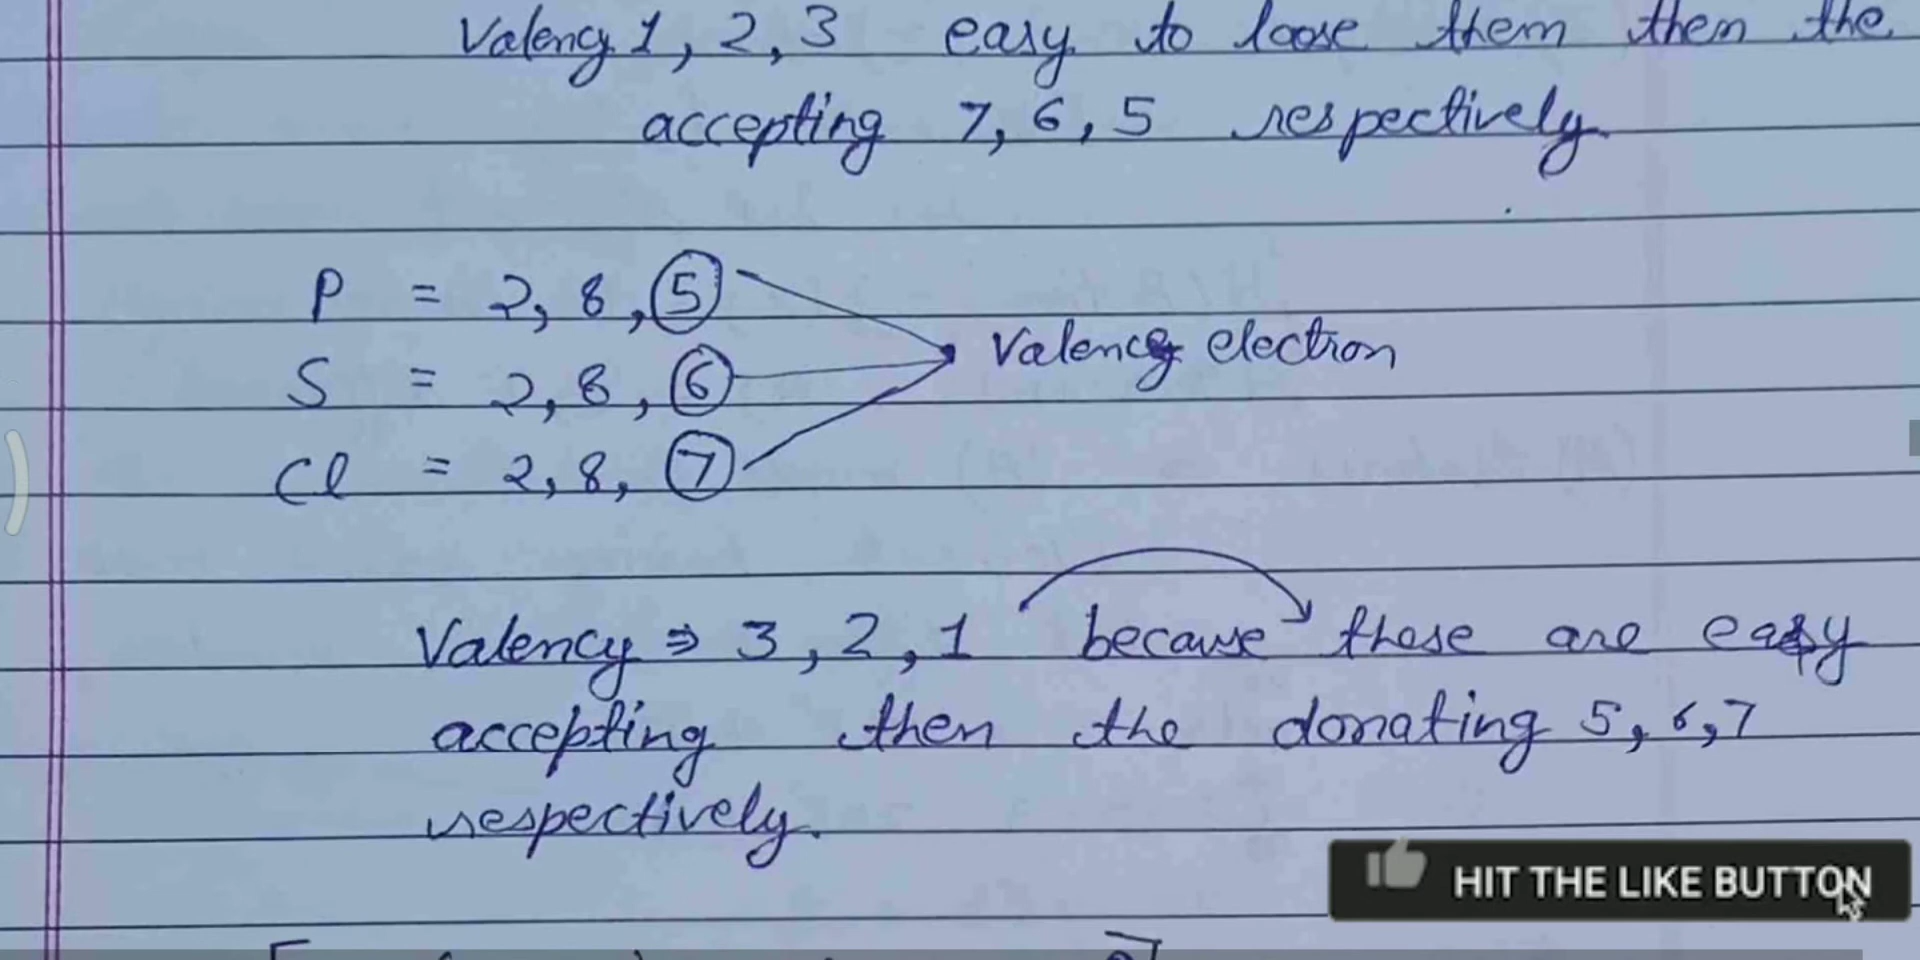 Valency 1, 2, 3 easy to loose them then the
accepting 7, 6, 5 respectively
P = 2, 8, 5
Valency electron
S = 2, 8, 6
Cl = 2, 8, 7
Valency ⇒ 3, 2, 1 because these are easy
accepting then the donating 5, 6, 7
respectively.
HIT THE LIKE BUTTON